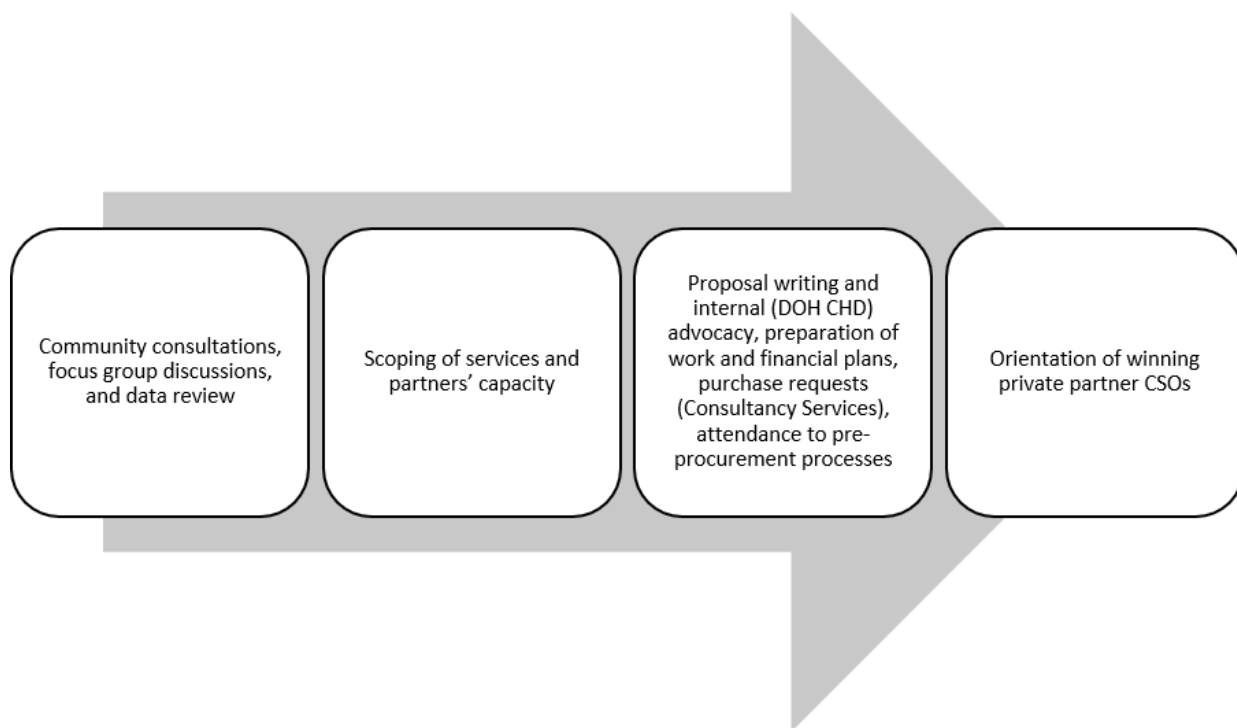 Community consultations,
focus group discussions,
and data review
Scoping of services and
partners’ capacity
Proposal writing and
internal (DOH CHD)
advocacy, preparation of
work and financial plans,
purchase requests
(Consultancy Services),
attendance to pre-
procurement processes
Orientation of winning
private partner CSOs